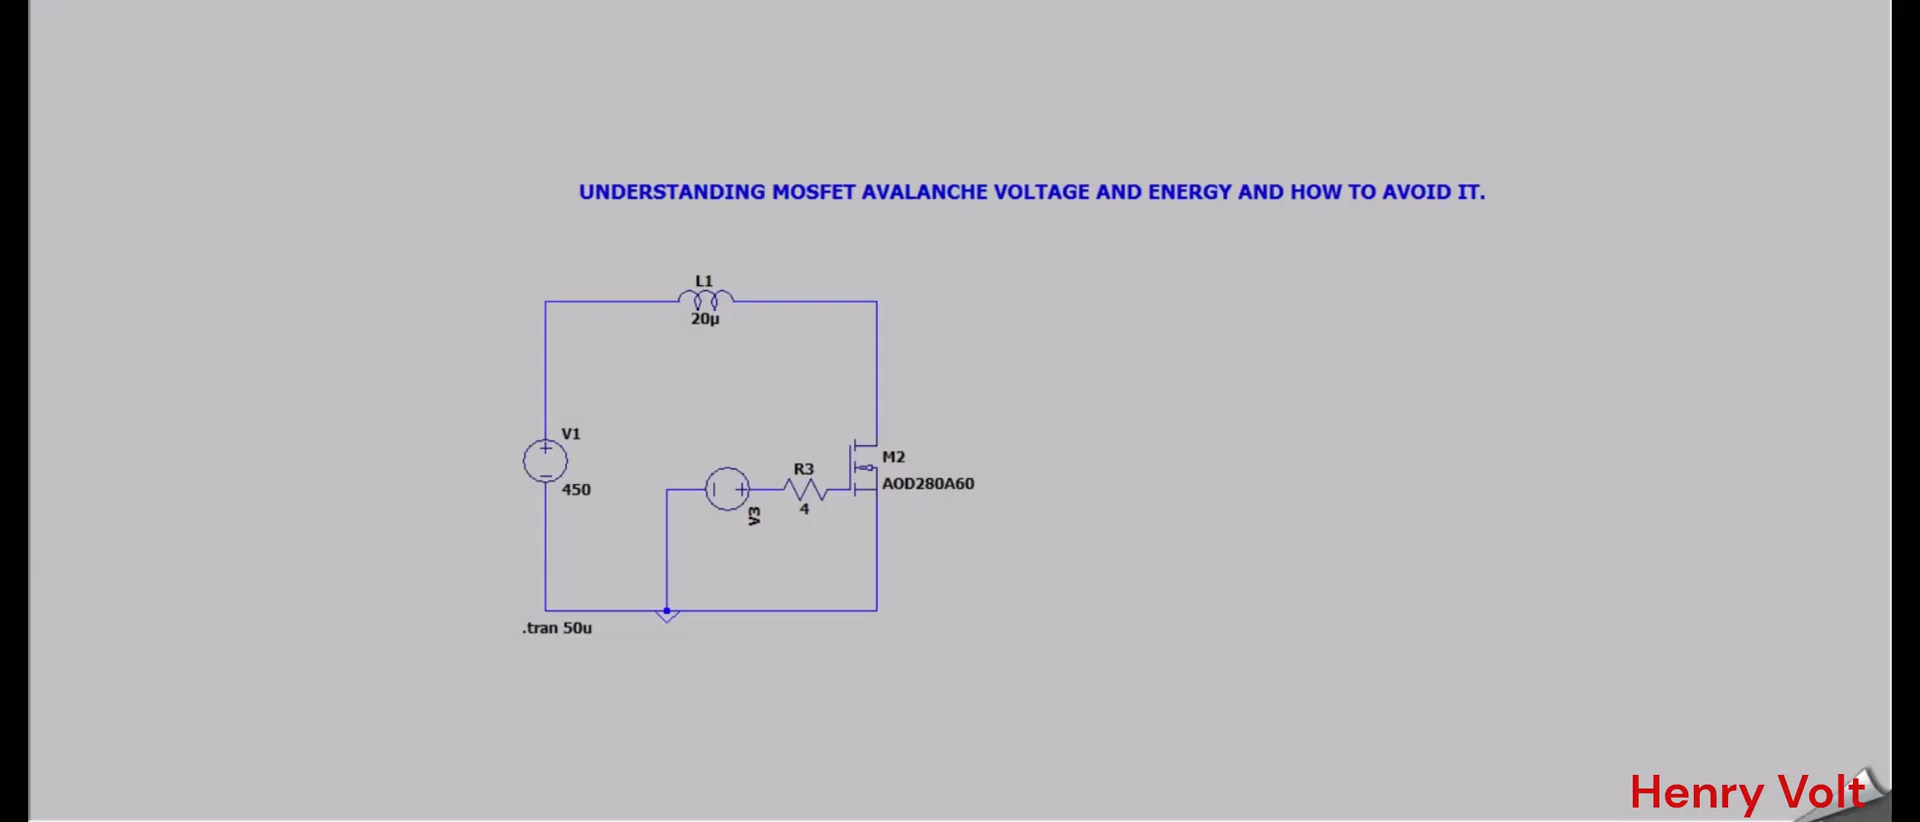 UNDERSTANDING MOSFET AVALANCHE VOLTAGE AND ENERGY AND HOW TO AVOID IT.
L1
20µ
V1
450
R3
4
V3
M2
AOD280A60
.tran 50u
Henry Volt